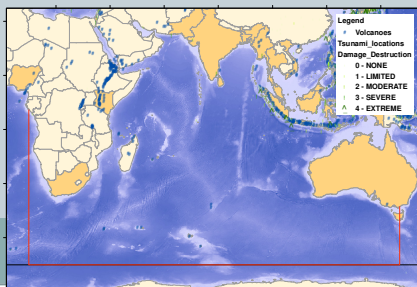 Legend
Volcanoes
Tsunami_locations
Damage_Destruction
0 - NONE
1 - LIMITED
2 - MODERATE
3 - SEVERE
4 - EXTREME